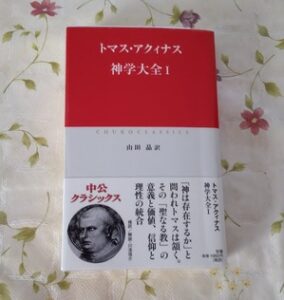 トマス・アクィナス
神学大全 I
CHUKO CLASSICS
山田 晶 訳
「神は存在するか」と
問われトマスは頷く。
その「聖なる教」の
意義と価値、信仰と
理性の統合
中公
クラシックス
トマス・アクィナス
神学大全 I